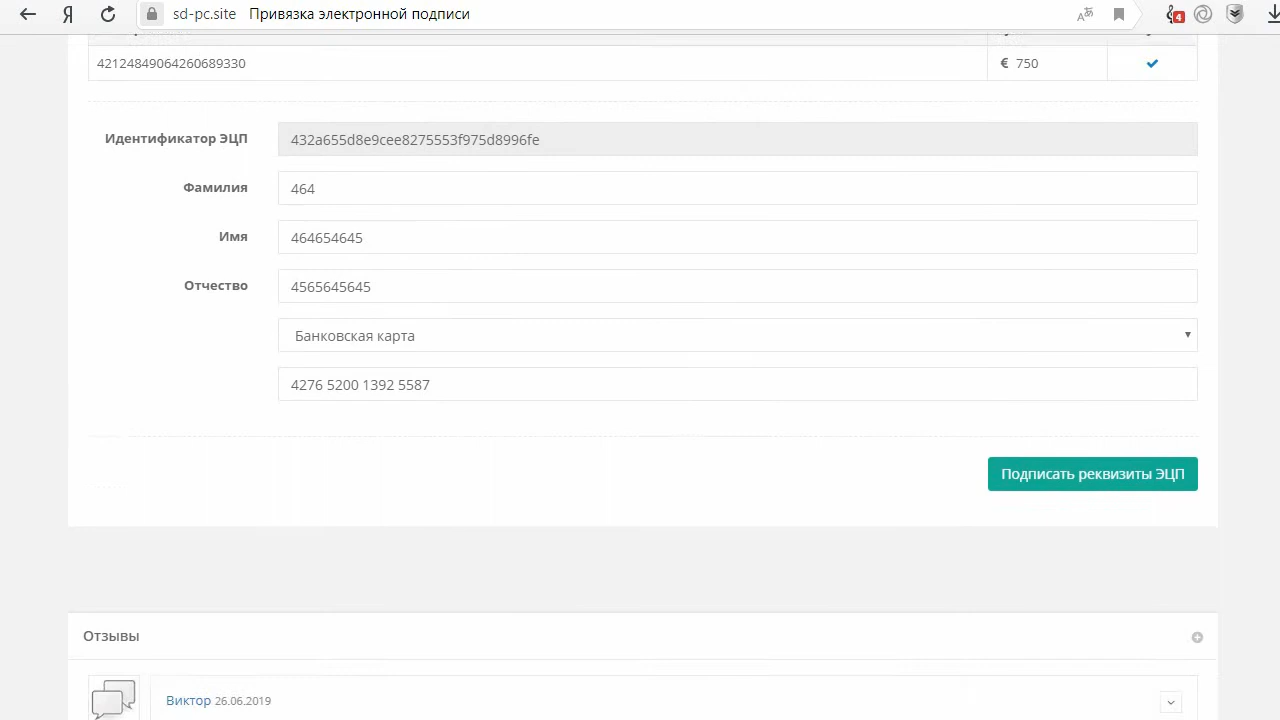 sd-pc.site Привязка электронной подписи
4
42124849064260689330
€ 750
Идентификатор ЭЦП
432a655d8e9cee8275553f975d8996fe
Фамилия
464
Имя
464654645
Отчество
4565645645
Банковская карта
4276 5200 1392 5587
Подписать реквизиты ЭЦП
Отзывы
Виктор 26.06.2019